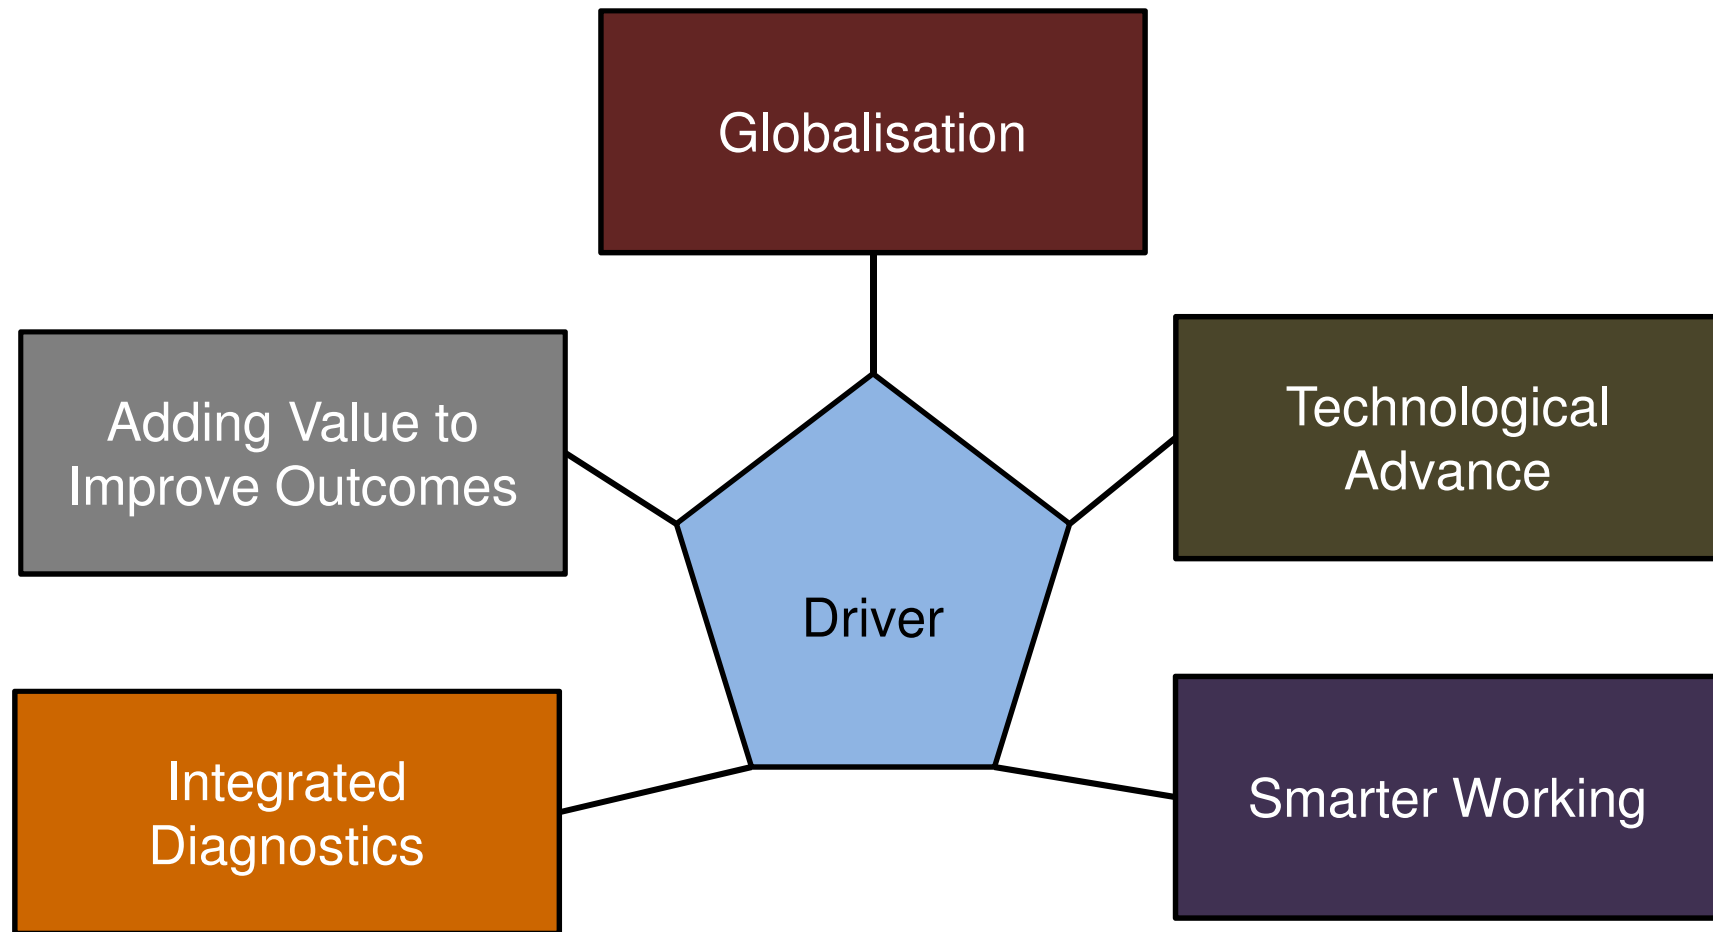 Globalisation
Adding Value to
Improve Outcomes
Technological
Advance
Driver
Integrated
Diagnostics
Smarter Working